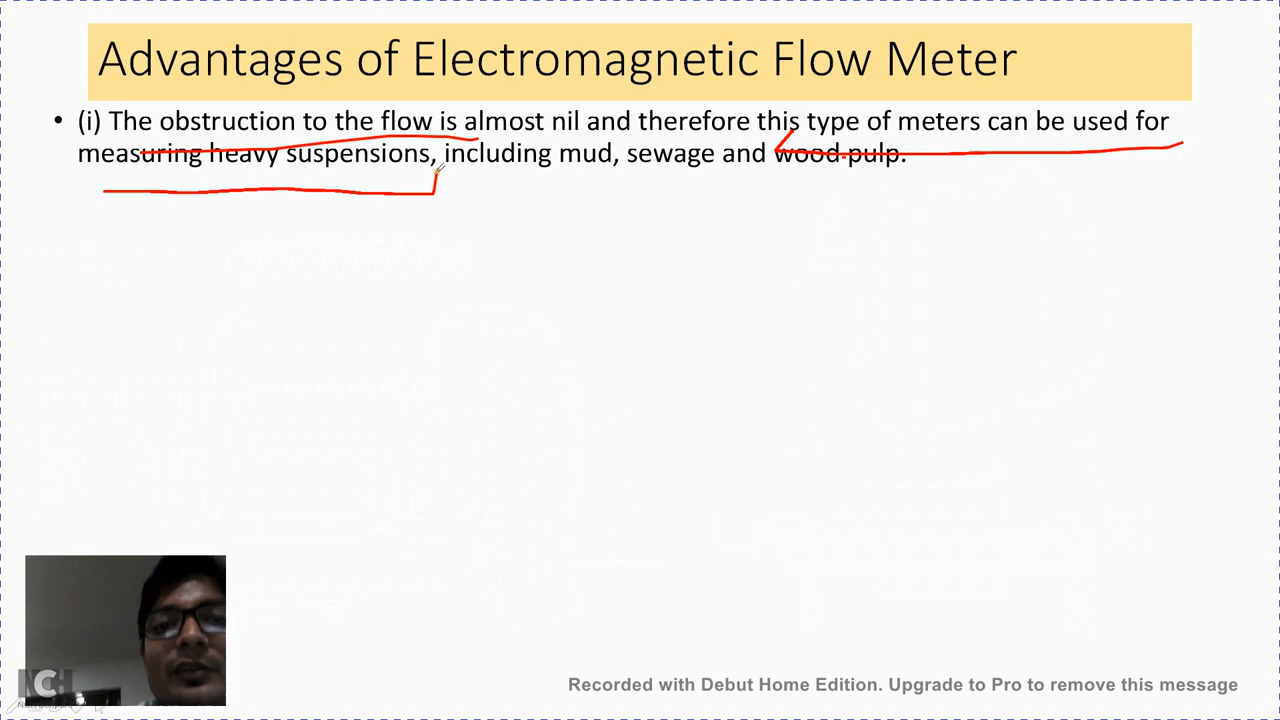 Advantages of Electromagnetic Flow Meter
• (i) The obstruction to the flow is almost nil and therefore this type of meters can be used for
measuring heavy suspensions, including mud, sewage and wood pulp.
NCH
Recorded with Debut Home Edition. Upgrade to Pro to remove this message